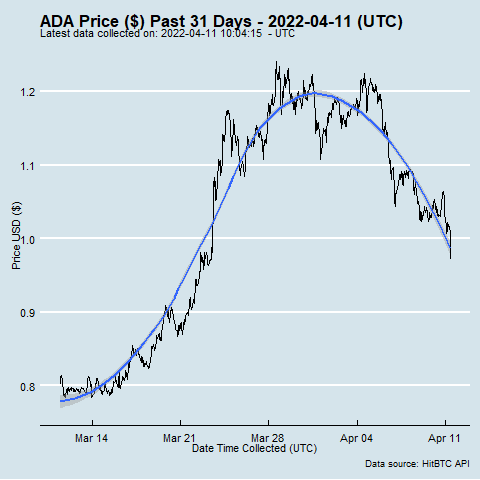 ADA Price ($) Past 31 Days - 2022-04-11 (UTC)
Latest data collected on: 2022-04-11 10:04:15 - UTC
Price USD ($)
1.2
1.1
1.0
0.9
0.8
Mar 14 Mar 21 Mar 28 Apr 04 Apr 11
Date Time Collected (UTC)
Data source: HitBTC API